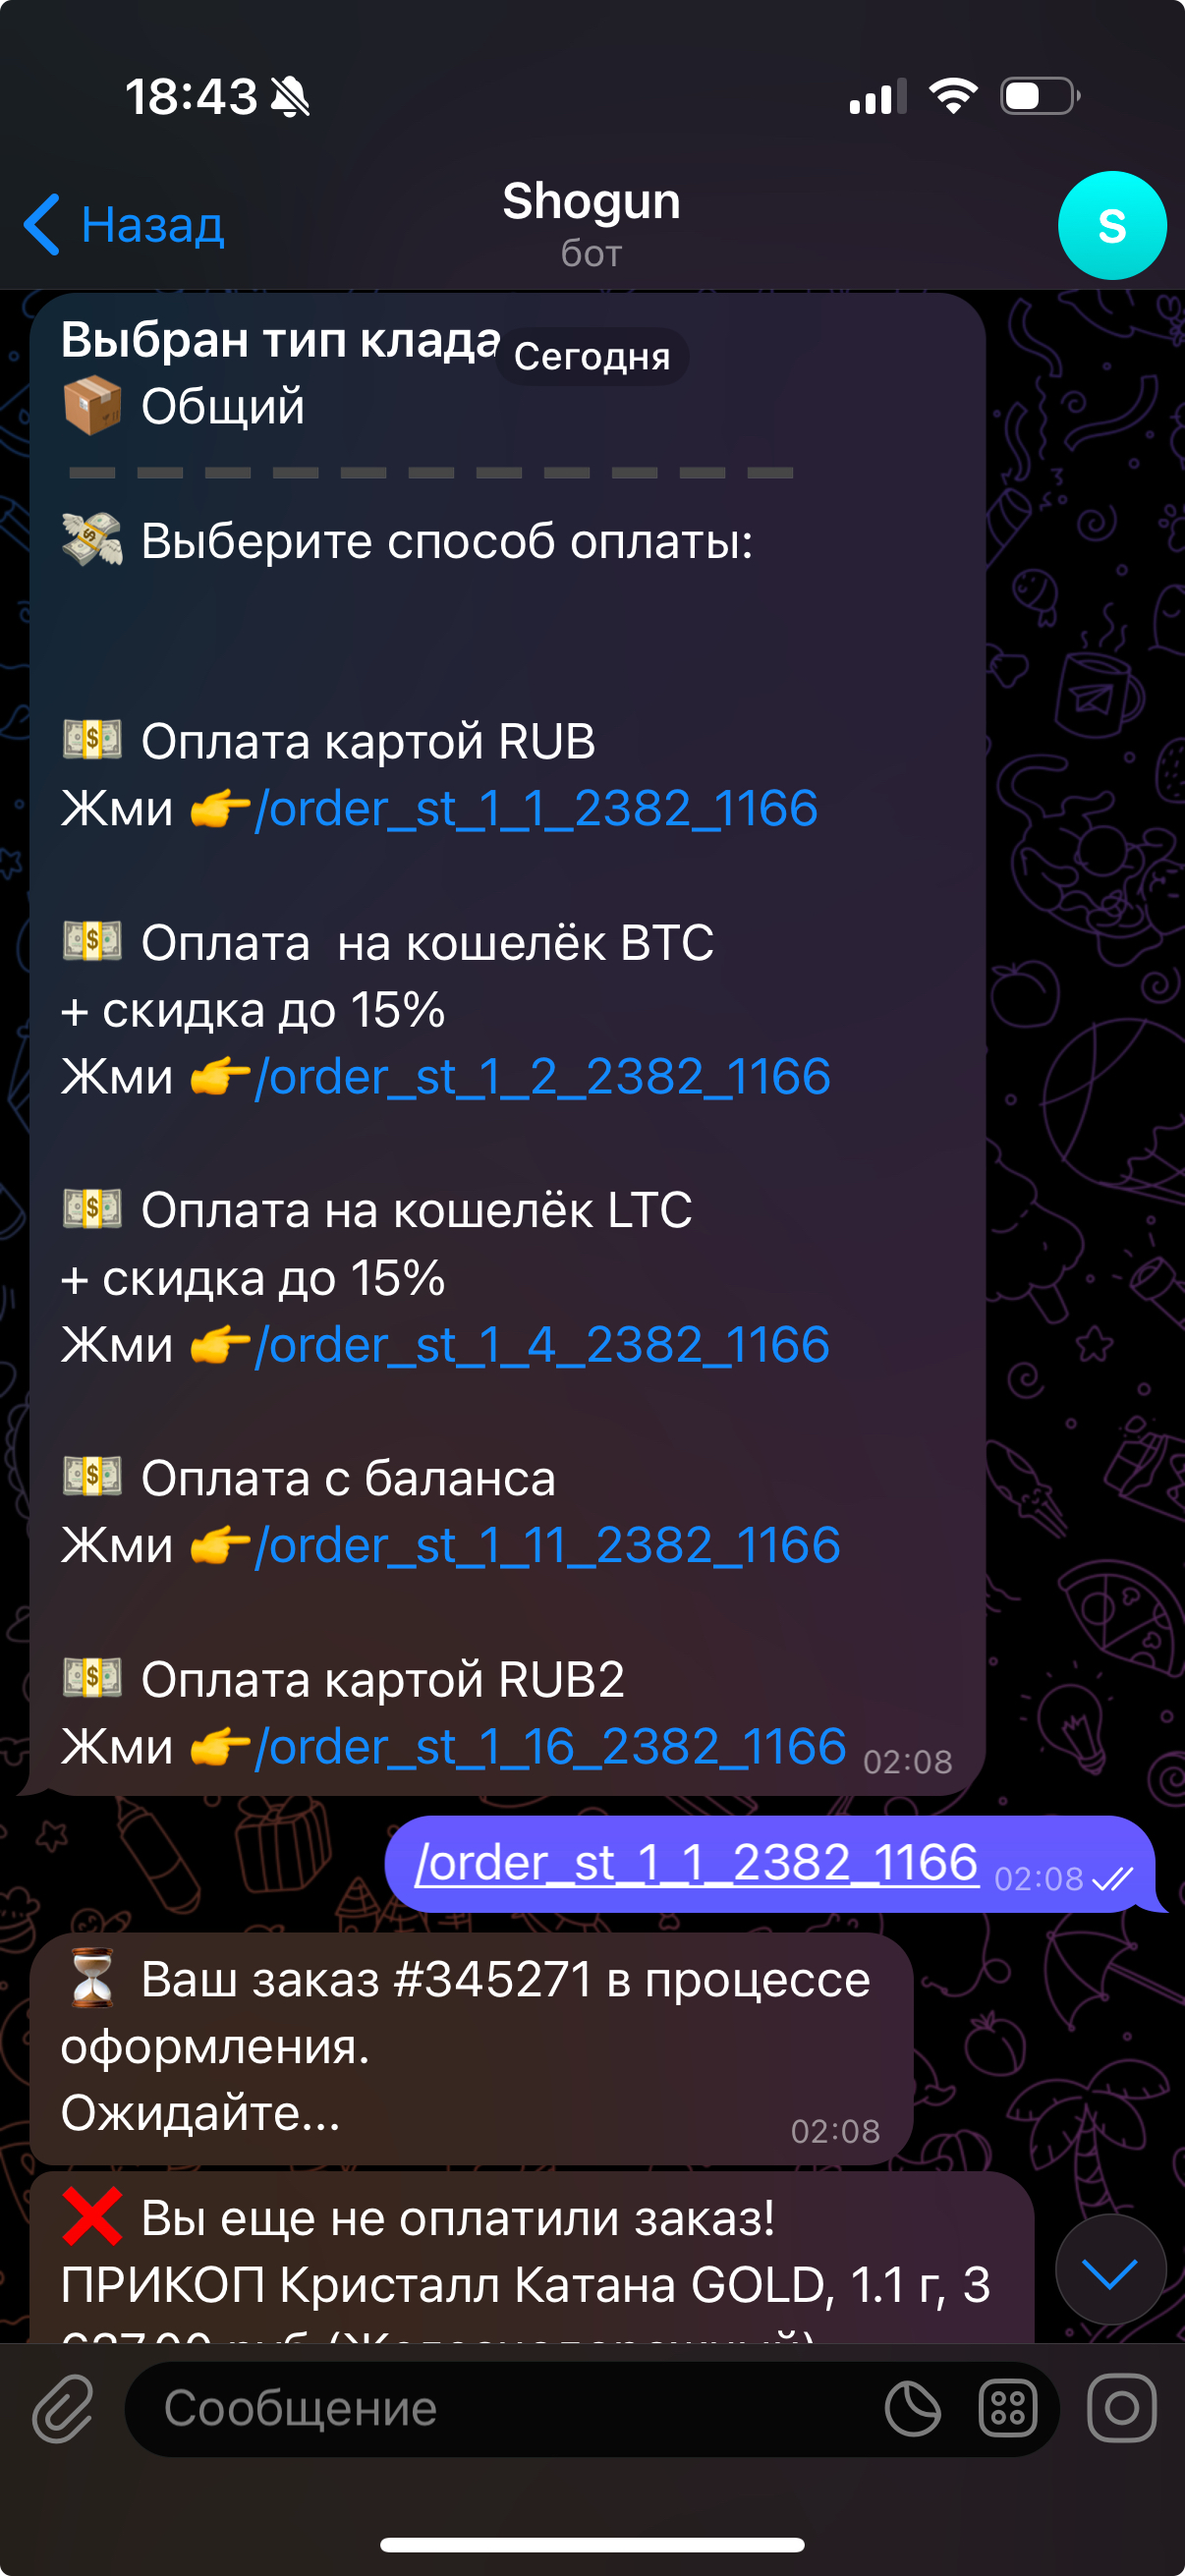 18:43
Назад
Shogun
бот
S
Выбран тип клада
Сегодня
📦 Общий
💸 Выберите способ оплаты:
💵 Оплата картой RUB
Жми 👉/order_st_1_1_2382_1166
💵 Оплата  на кошелёк BTC
+ скидка до 15%
Жми 👉/order_st_1_2_2382_1166
💵 Оплата на кошелёк LTC
+ скидка до 15%
Жми 👉/order_st_1_4_2382_1166
💵 Оплата с баланса
Жми 👉/order_st_1_11_2382_1166
💵 Оплата картой RUB2
Жми 👉/order_st_1_16_2382_1166 02:08
/order_st_1_1_2382_1166 02:08
⏳ Ваш заказ #345271 в процессе
оформления.
Ожидайте... 02:08
❌ Вы еще не оплатили заказ!
ПРИКОП Кристалл Катана GOLD, 1.1 г, 3
Сообщение